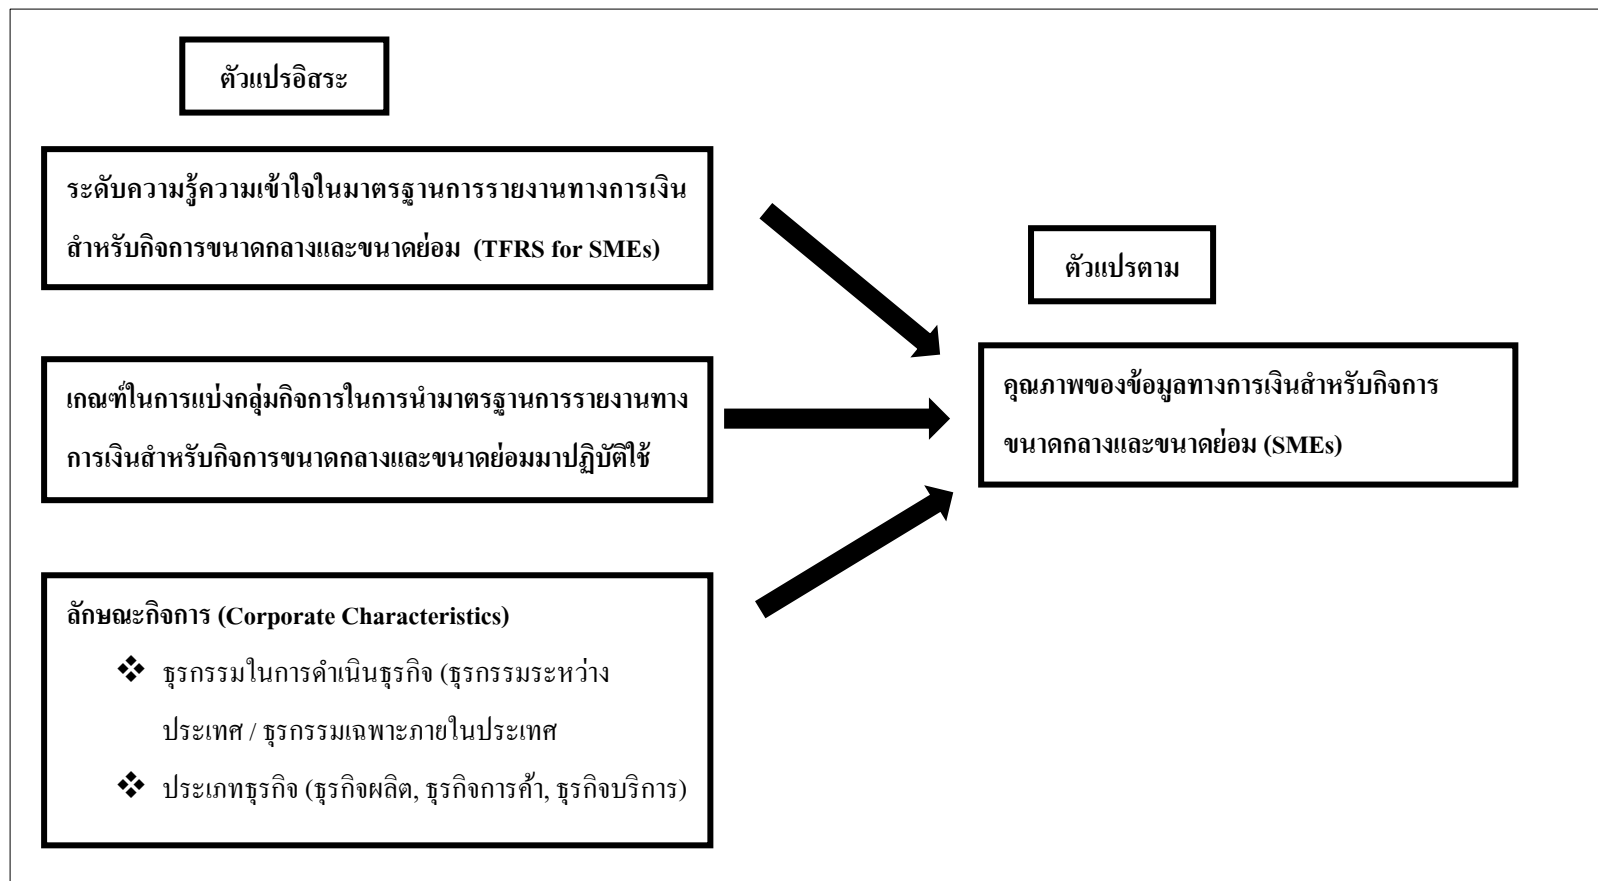 ตัวแปรอิสระ
ระดับความรู้ความเข้าใจในมาตรฐานการรายงานทางการเงิน
สำหรับกิจการขนาดกลางและขนาดย่อม (TFRS for SMEs)
เกณฑ์ในการแบ่งกลุ่มกิจการในการนำมาตรฐานการรายงานทาง
การเงินสำหรับกิจการขนาดกลางและขนาดย่อมมาปฏิบัติใช้
ลักษณะกิจการ (Corporate Characteristics)
❖ ธุรกรรมในการดำเนินธุรกิจ (ธุรกรรมระหว่าง
ประเทศ / ธุรกรรมเฉพาะภายในประเทศ
❖ ประเภทธุรกิจ (ธุรกิจผลิต, ธุรกิจการค้า, ธุรกิจบริการ)
ตัวแปรตาม
คุณภาพของข้อมูลทางการเงินสำหรับกิจการ
ขนาดกลางและขนาดย่อม (SMEs)